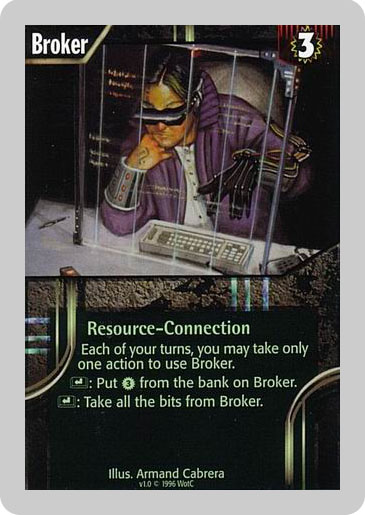 Broker
3
Resource-Connection
Each of your turns, you may take only
one action to use Broker.
: Put 3 from the bank on Broker.
: Take all the bits from Broker.
Illus. Armand Cabrera
v1.0 © 1996 WotC